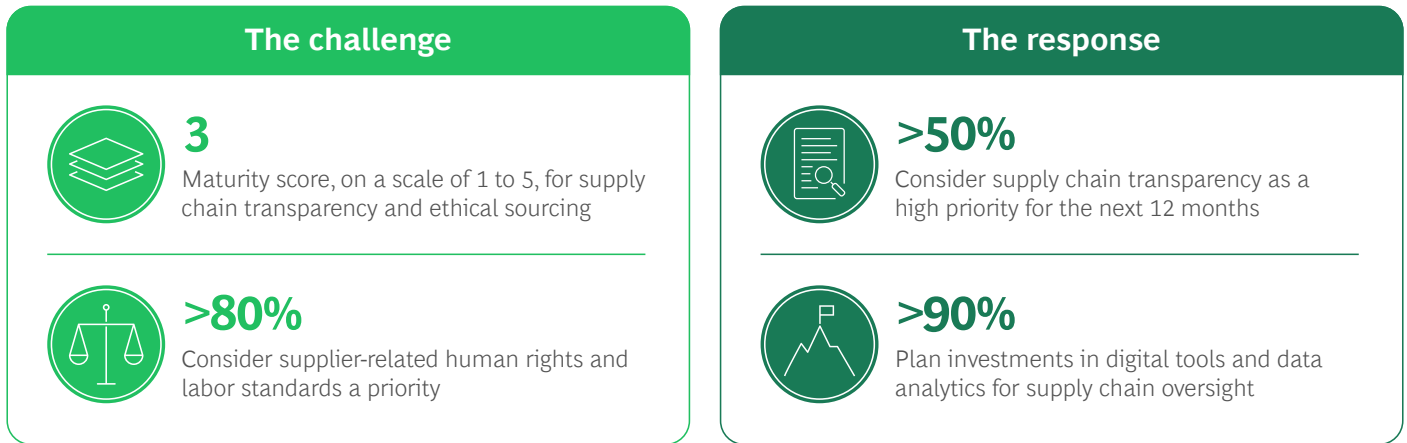 The challenge
3
Maturity score, on a scale of 1 to 5, for supply
chain transparency and ethical sourcing
>80%
Consider supplier-related human rights and
labor standards a priority
The response
>50%
Consider supply chain transparency as a
high priority for the next 12 months
>90%
Plan investments in digital tools and data
analytics for supply chain oversight